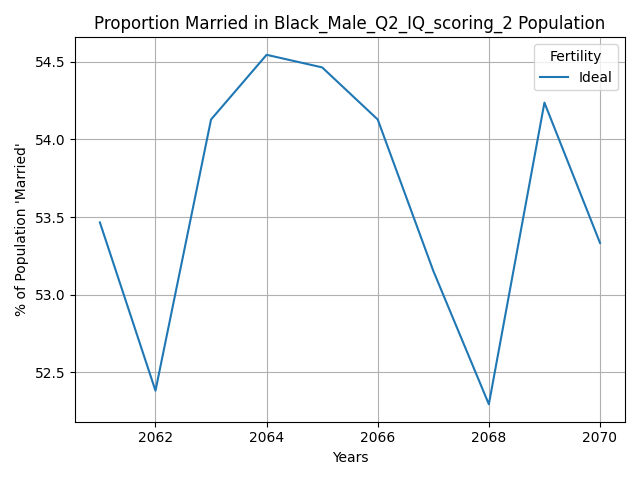 Proportion Married in Black_Male_Q2_IQ_scoring_2 Population
Fertility
Ideal
54.5
54.0
53.5
53.0
52.5
% of Population 'Married'
2062
2064
2066
2068
2070
Years